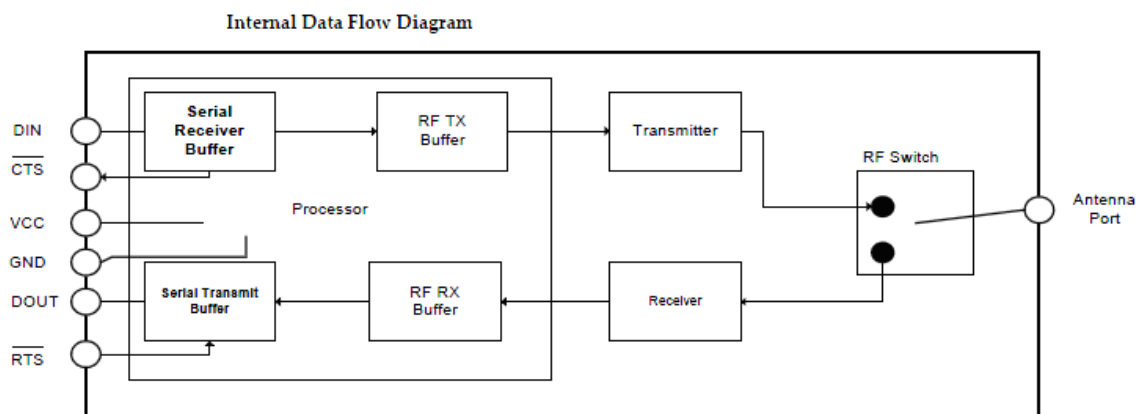 Internal Data Flow Diagram
DIN
CTS
VCC
GND
DOUT
RTS
Serial
Receiver
Buffer
RF TX
Buffer
Transmitter
RF Switch
Processor
Antenna
Port
Serial Transmit
Buffer
RF RX
Buffer
Receiver